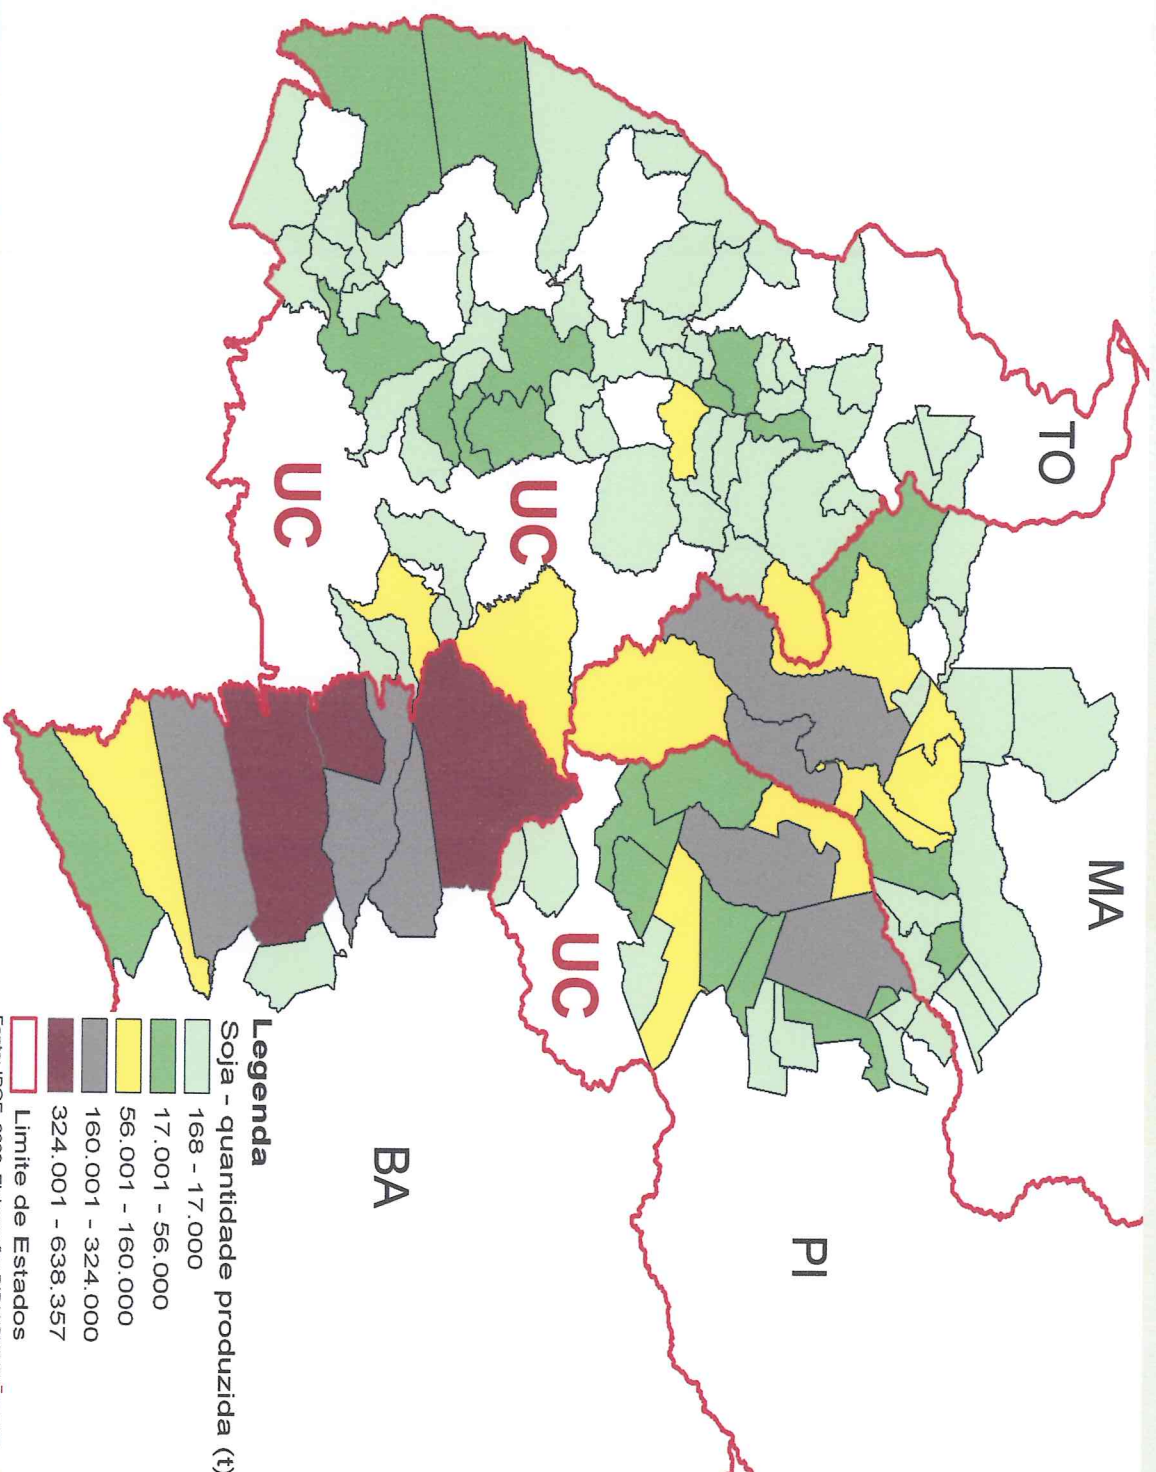 TO
MA
UC
UC
UC
PI
BA
Legenda
Soja - quantidade produzida (t)
168 - 17.000
17.001 - 56.000
56.001 - 160.000
160.001 - 324.000
324.001 - 638.357
Limite de Estados